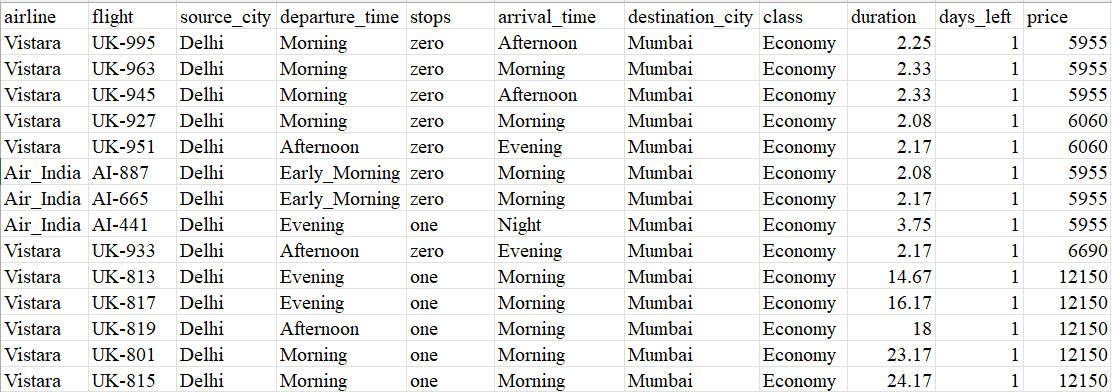 airline flight source_city departure_time stops arrival_time destination_city class duration days_left price
Vistara UK-995 Delhi Morning zero Afternoon Mumbai Economy 2.25 1 5955
Vistara UK-963 Delhi Morning zero Morning Mumbai Economy 2.33 1 5955
Vistara UK-945 Delhi Morning zero Afternoon Mumbai Economy 2.33 1 5955
Vistara UK-927 Delhi Morning zero Morning Mumbai Economy 2.08 1 6060
Vistara UK-951 Delhi Afternoon zero Evening Mumbai Economy 2.17 1 6060
Air_India AI-887 Delhi Early_Morning zero Morning Mumbai Economy 2.08 1 5955
Air_India AI-665 Delhi Early_Morning zero Morning Mumbai Economy 2.17 1 5955
Air_India AI-441 Delhi Evening one Night Mumbai Economy 3.75 1 5955
Vistara UK-933 Delhi Afternoon zero Evening Mumbai Economy 2.17 1 6690
Vistara UK-813 Delhi Evening one Morning Mumbai Economy 14.67 1 12150
Vistara UK-817 Delhi Evening one Morning Mumbai Economy 16.17 1 12150
Vistara UK-819 Delhi Afternoon one Morning Mumbai Economy 18 1 12150
Vistara UK-801 Delhi Morning one Morning Mumbai Economy 23.17 1 12150
Vistara UK-815 Delhi Morning one Morning Mumbai Economy 24.17 1 12150